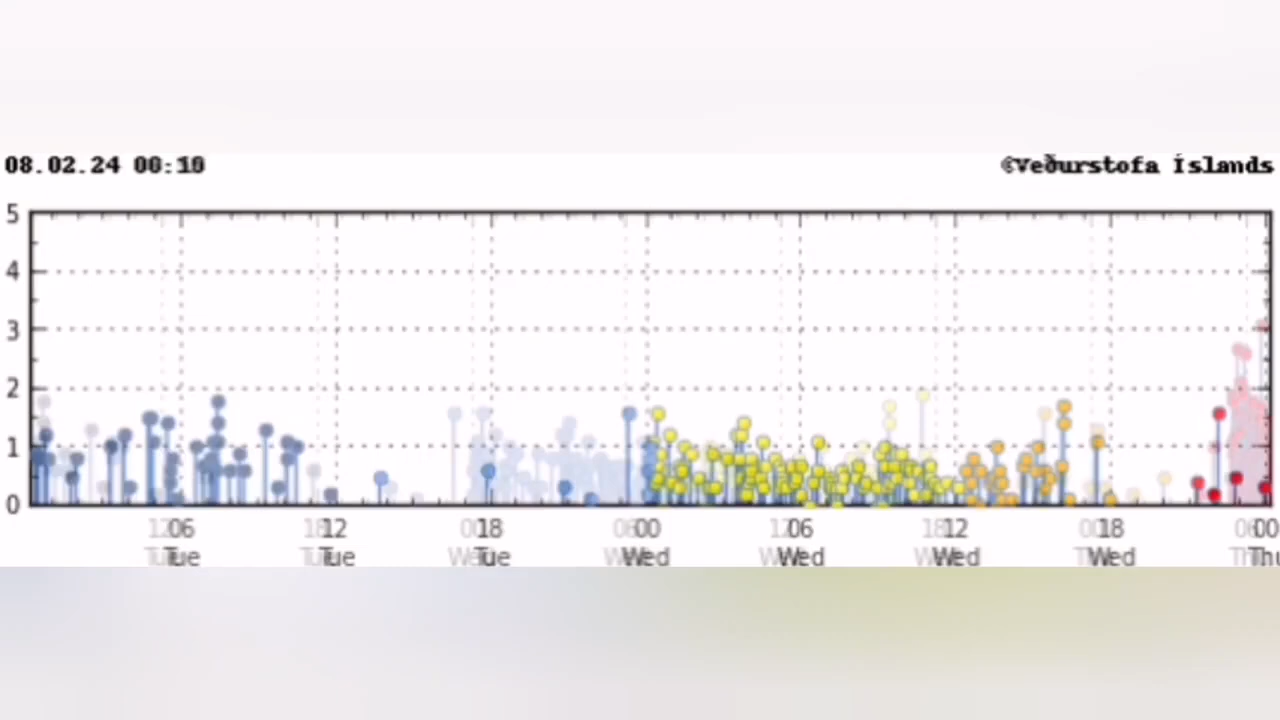 08.02.24 00:10
©Veðurstofa Íslands
5
4
3
2
1
0
06 12 18 00 06 12 18 00
Tue Tue Tue Wed Wed Wed Wed Thu